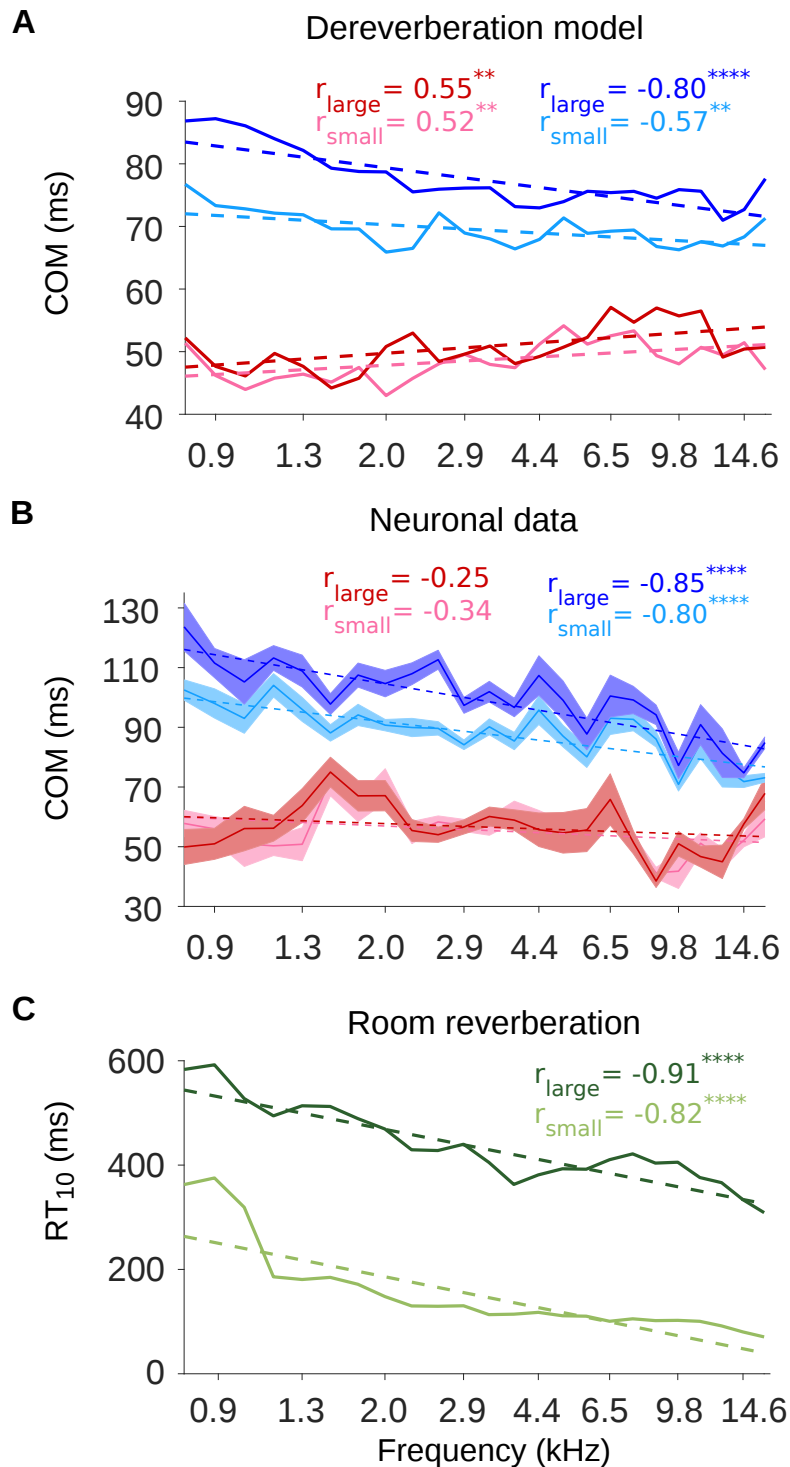 A
Dereverberation model
r_large = 0.55** r_large = -0.80****
r_small = 0.52** r_small = -0.57**
90
80
70
60
50
40
COM (ms)
0.9 1.3 2.0 2.9 4.4 6.5 9.8 14.6
B
Neuronal data
r_large = -0.25 r_large = -0.85****
r_small = -0.34 r_small = -0.80****
130
110
90
70
50
30
COM (ms)
0.9 1.3 2.0 2.9 4.4 6.5 9.8 14.6
C
Room reverberation
r_large = -0.91****
r_small = -0.82****
600
400
200
0
RT10 (ms)
0.9 1.3 2.0 2.9 4.4 6.5 9.8 14.6
Frequency (kHz)